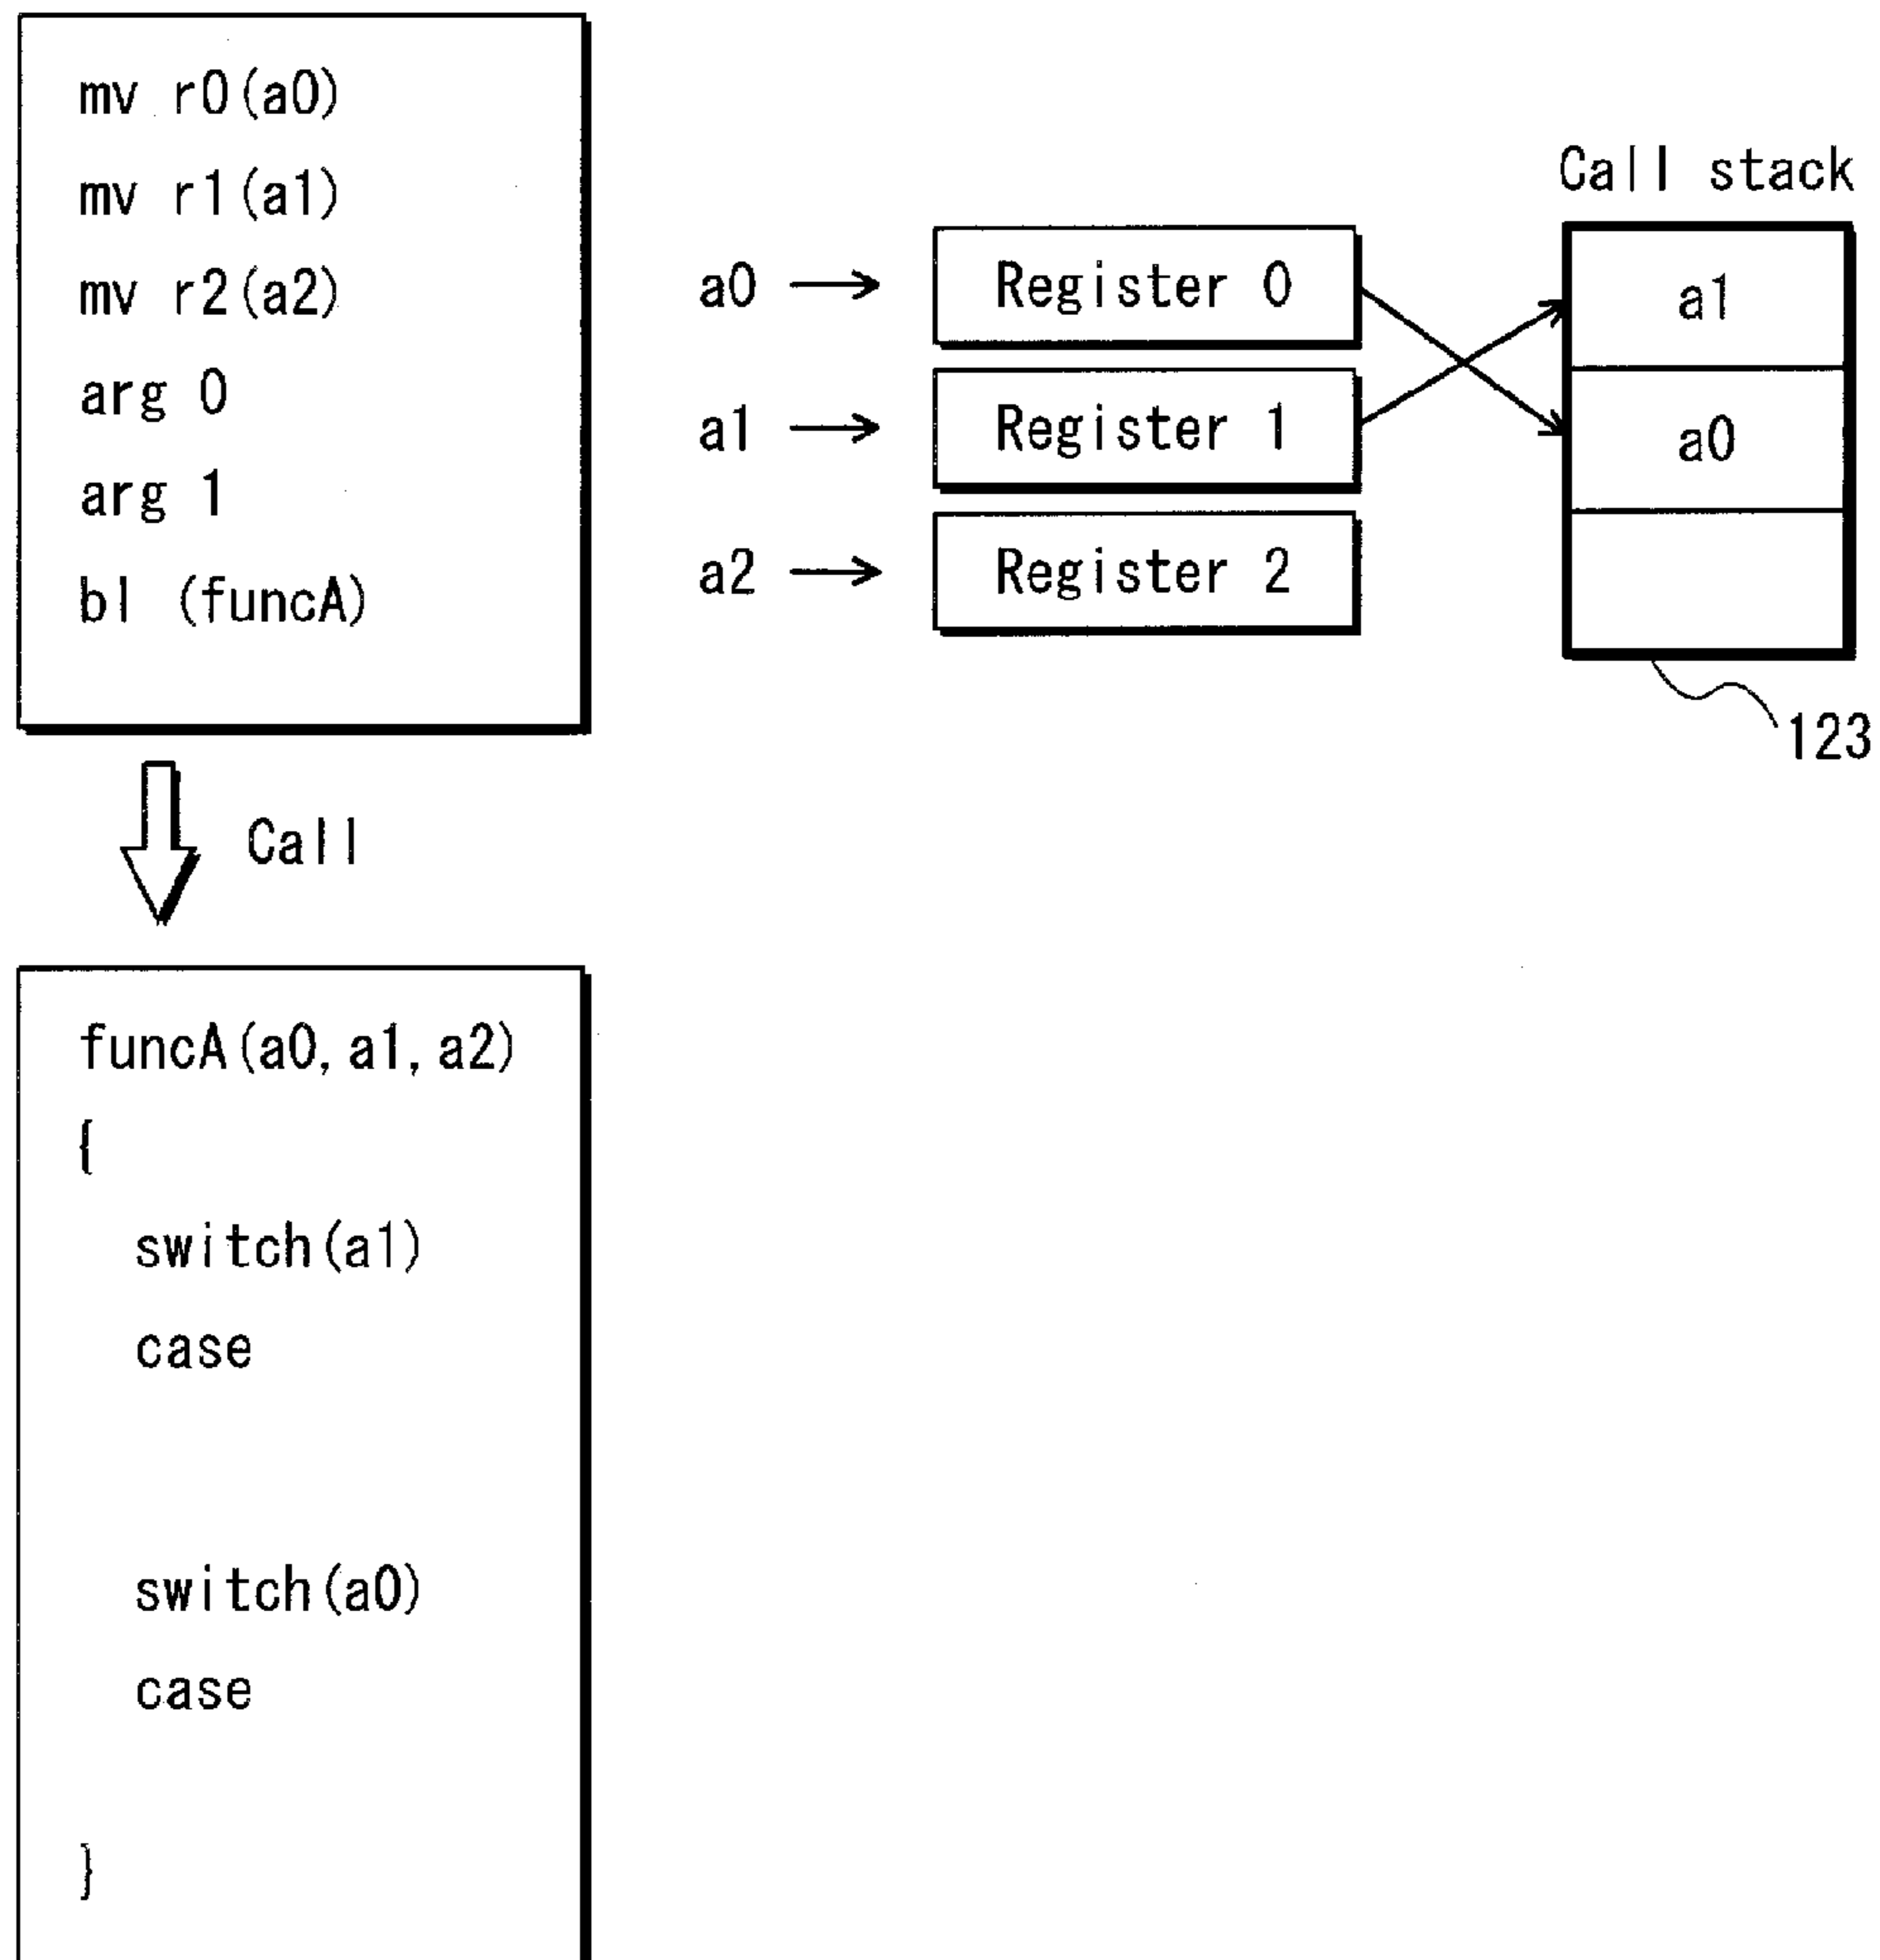 mv r0(a0)
mv r1(a1)
mv r2(a2)
arg 0
arg 1
bl (funcA)
Call stack
a0 → Register 0
a1 → Register 1
a2 → Register 2
a1
a0
123
Call
funcA(a0,a1,a2)
{
switch(a1)
case
switch(a0)
case
}